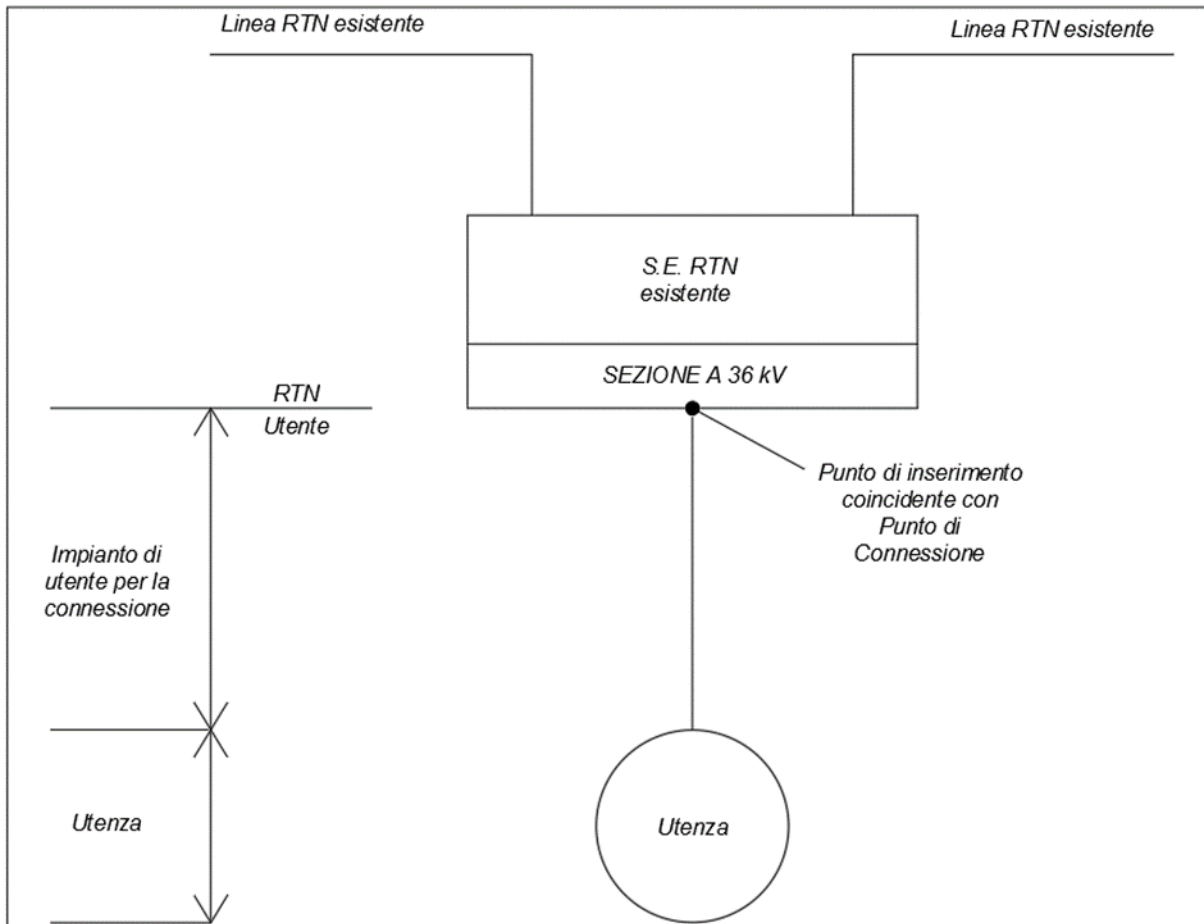 Linea RTN esistente
Linea RTN esistente
S.E. RTN
esistente
SEZIONE A 36 kV
RTN
Utente
Punto di inserimento
coincidente con
Punto di
Connessione
Impianto di
utente per la
connessione
Utenza
Utenza